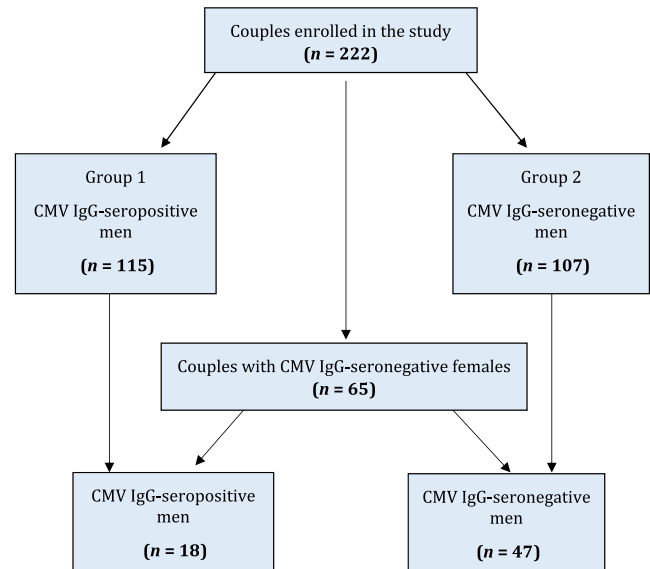 Couples enrolled in the study
(n = 222)
Group 1
CMV IgG-seropositive
men
(n = 115)
Group 2
CMV IgG-seronegative
men
(n = 107)
Couples with CMV IgG-seronegative females
(n = 65)
CMV IgG-seropositive
men
(n = 18)
CMV IgG-seronegative
men
(n = 47)